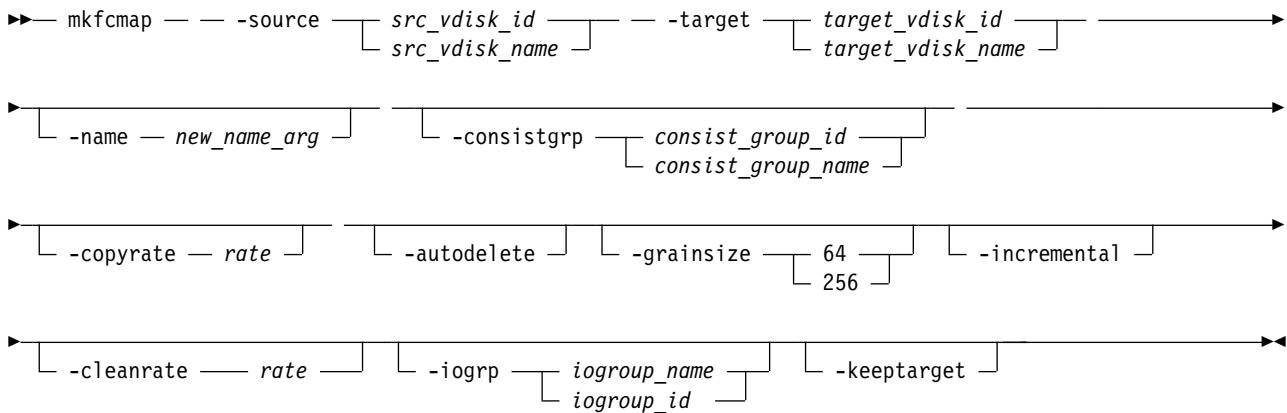 mkfcmap -source src_vdisk_id -target target_vdisk_id
src_vdisk_name target_vdisk_name
-name new_name_arg -consistgrp consist_group_id
consist_group_name
-copyrate rate -autodelete -grainsize 64 -incremental
256
-cleanrate rate -iogrp iogroup_name -keeptarget
iogroup_id